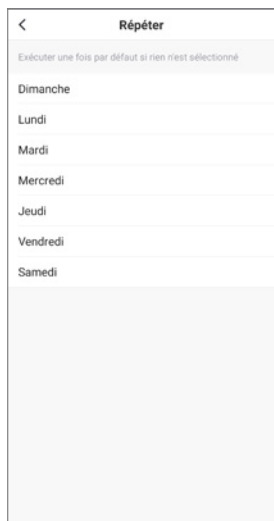 Répéter
Exécuter une fois par défaut si rien n'est sélectionné
Dimanche
Lundi
Mardi
Mercredi
Jeudi
Vendredi
Samedi